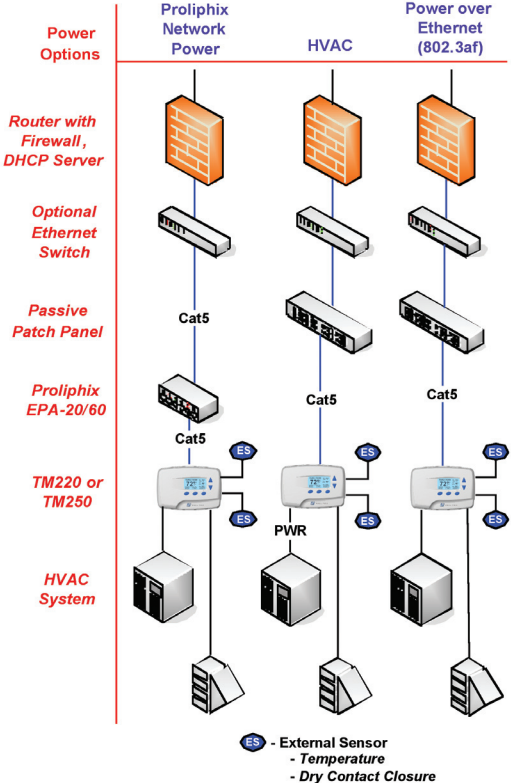 Power
Options
Proliphix
Network
Power
HVAC
Power over
Ethernet
(802.3af)
Router with
Firewall,
DHCP Server
Optional
Ethernet
Switch
Passive
Patch Panel
Cat5
Proliphix
EPA-20/60
Cat5
Cat5
Cat5
TM220 or
TM250
ES
ES
ES
ES
ES
ES
PWR
HVAC
System
ES - External Sensor
- Temperature
- Dry Contact Closure